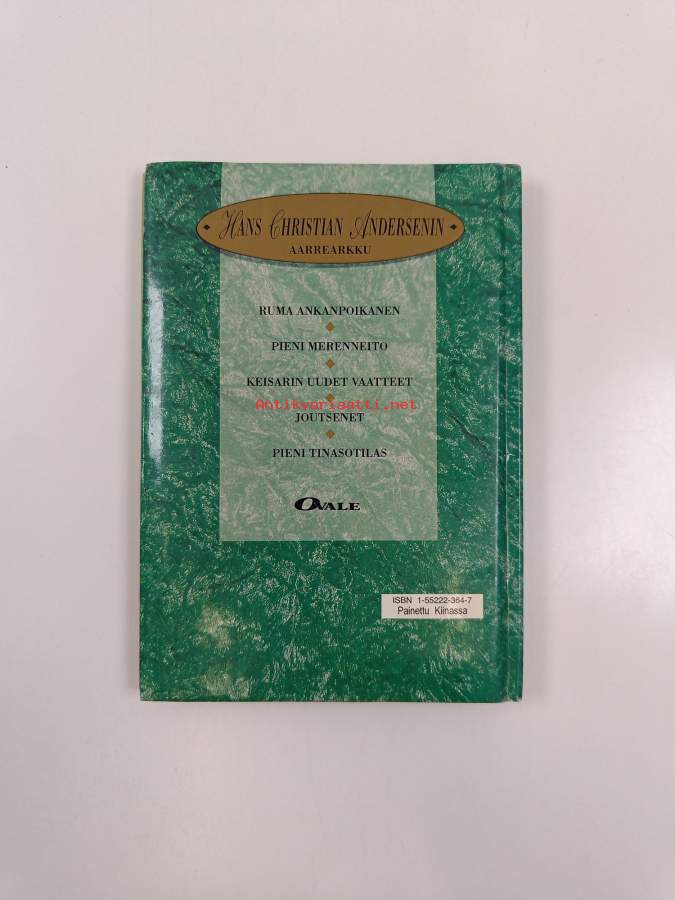 HANS CHRISTIAN ANDERSENIN
AARREARKKU
RUMA ANKANPOIKANEN
PIENI MERENNEITO
KEISARIN UUDET VAATTEET
Antikvariaatti.net
JOUTSENET
PIENI TINASOTILAS
OVALE
ISBN 1-55222-364-7
Painettu Kiinassa